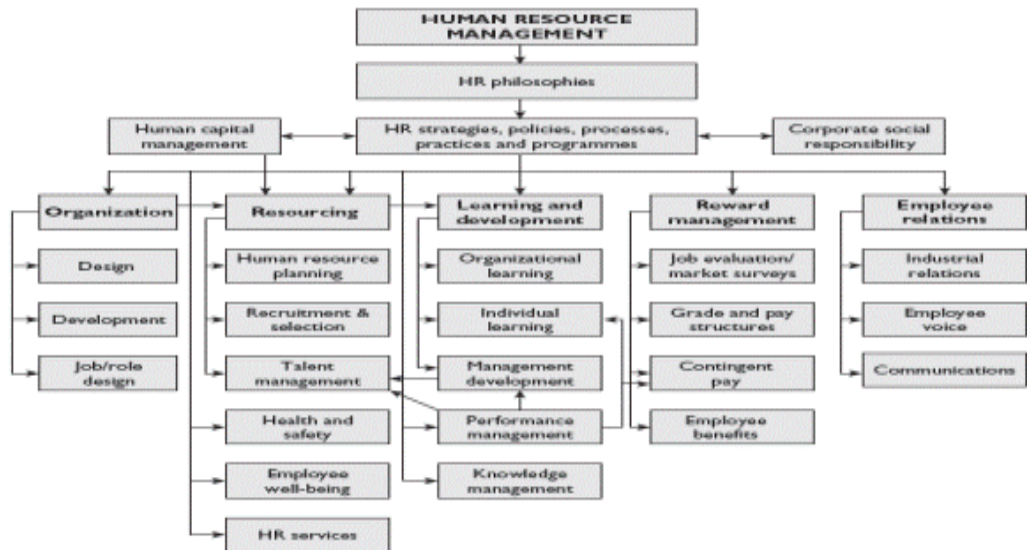 HUMAN RESOURCE
MANAGEMENT
HR philosophies
Human capital
management
HR strategies, policies, processes,
practices and programmes
Corporate social
responsibility
Organization
Resourcing
Learning and
development
Reward
management
Employee
relations
Design
Human resource
planning
Organizational
learning
Job evaluation/
market surveys
Industrial
relations
Development
Recruitment &
selection
Individual
learning
Grade and pay
structures
Employee
voice
Job/role
design
Talent
management
Management
development
Contingent
pay
Communications
Health and
safety
Performance
management
Employee
benefits
Employee
well-being
Knowledge
management
HR services